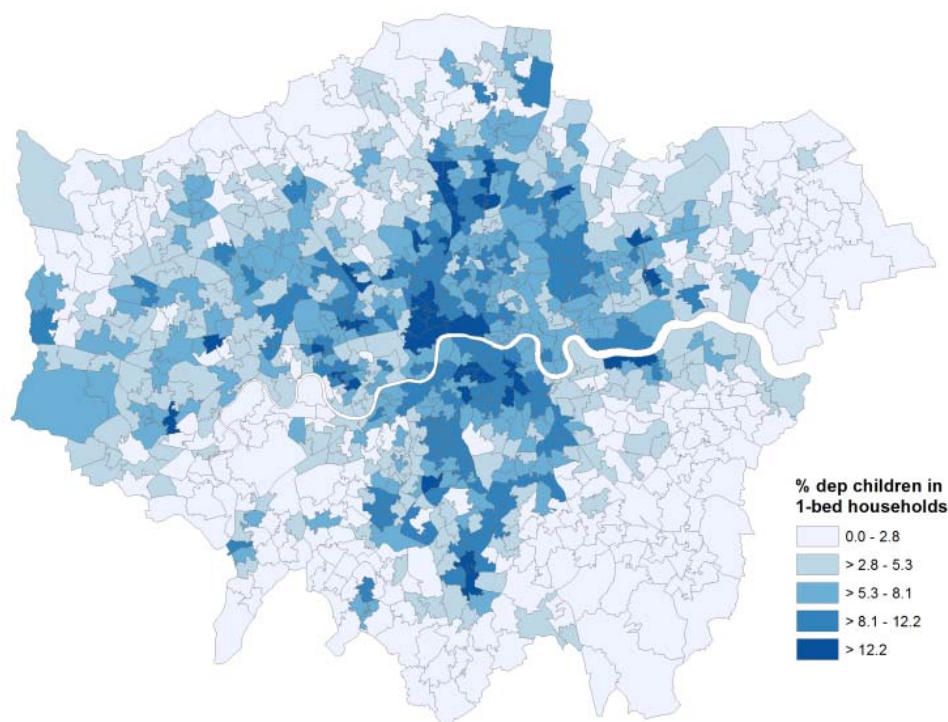 % dep children in
1-bed households
0.0 - 2.8
> 2.8 - 5.3
> 5.3 - 8.1
> 8.1 - 12.2
> 12.2